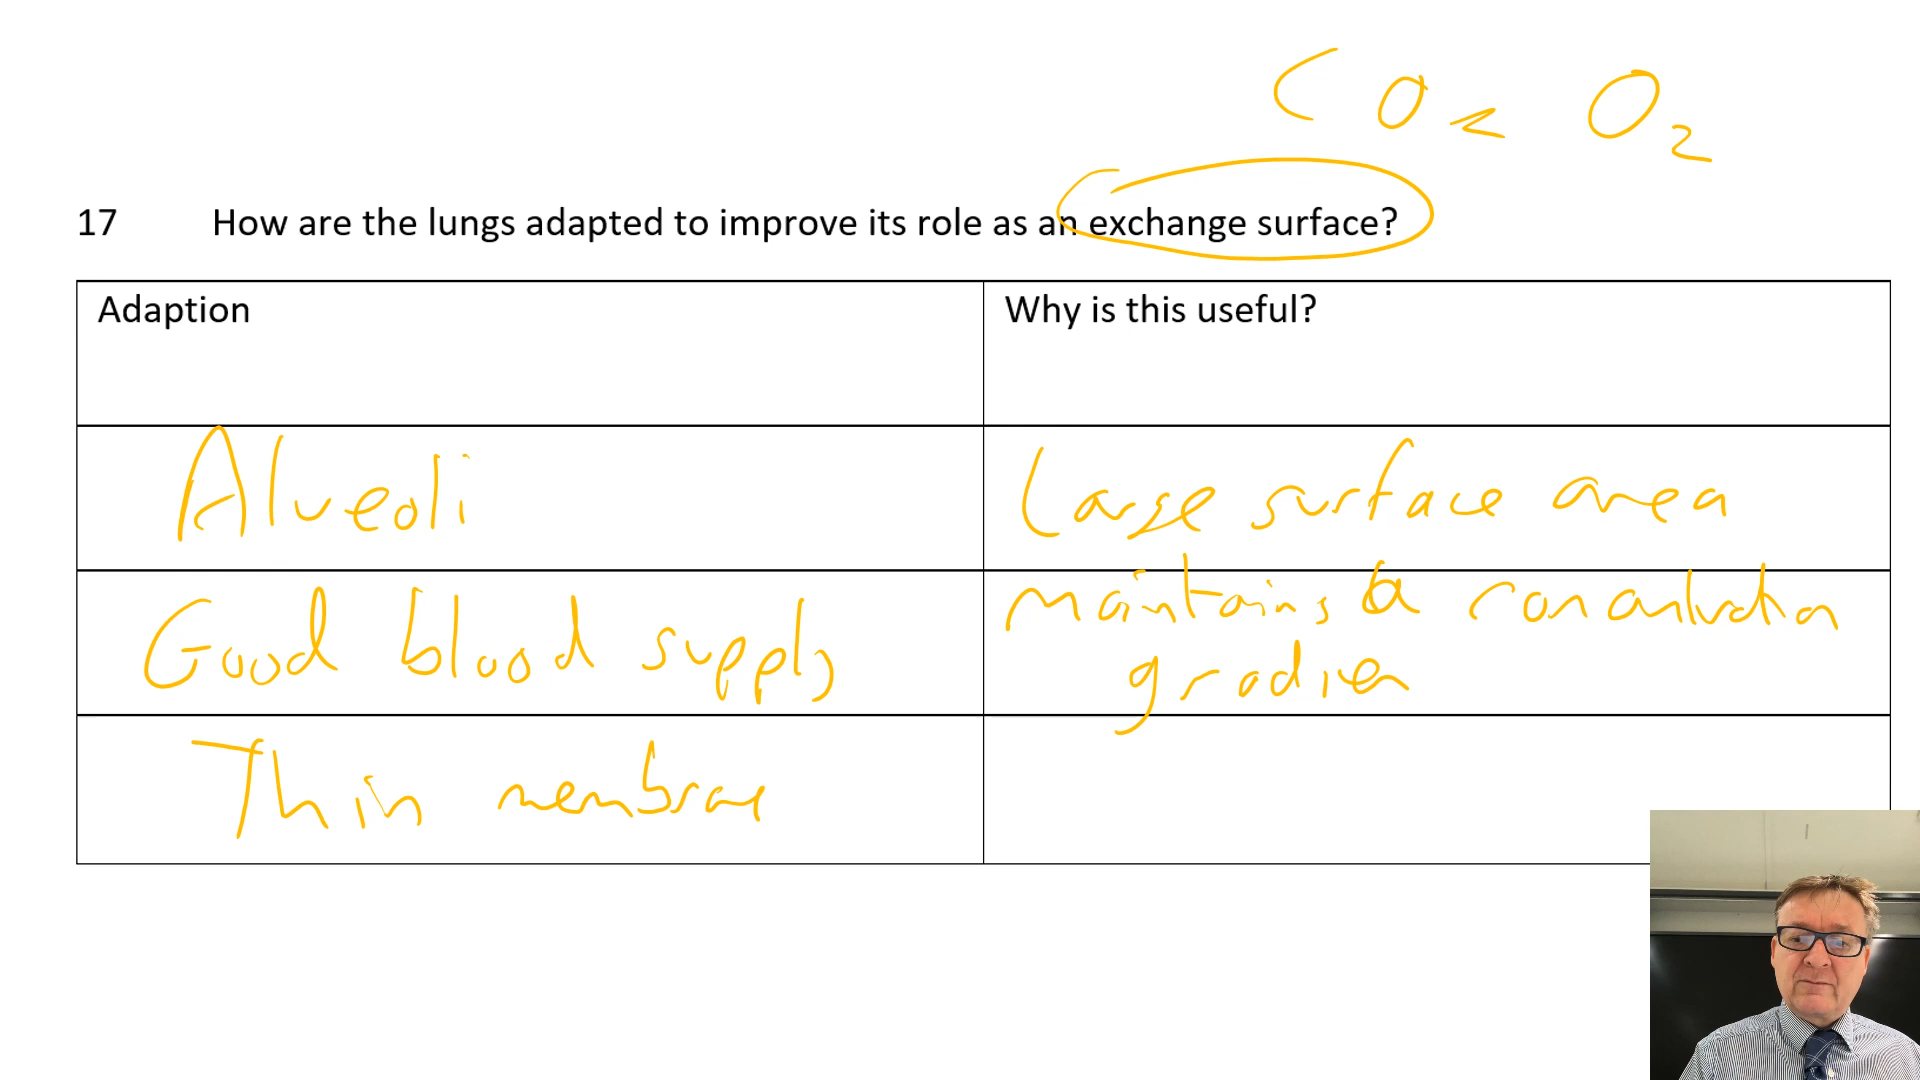 CO2 O2
17 How are the lungs adapted to improve its role as an exchange surface?
Adaption Why is this useful?
Alveoli Large surface area
Good blood supply maintains a concentration
gradien
Thin membrane